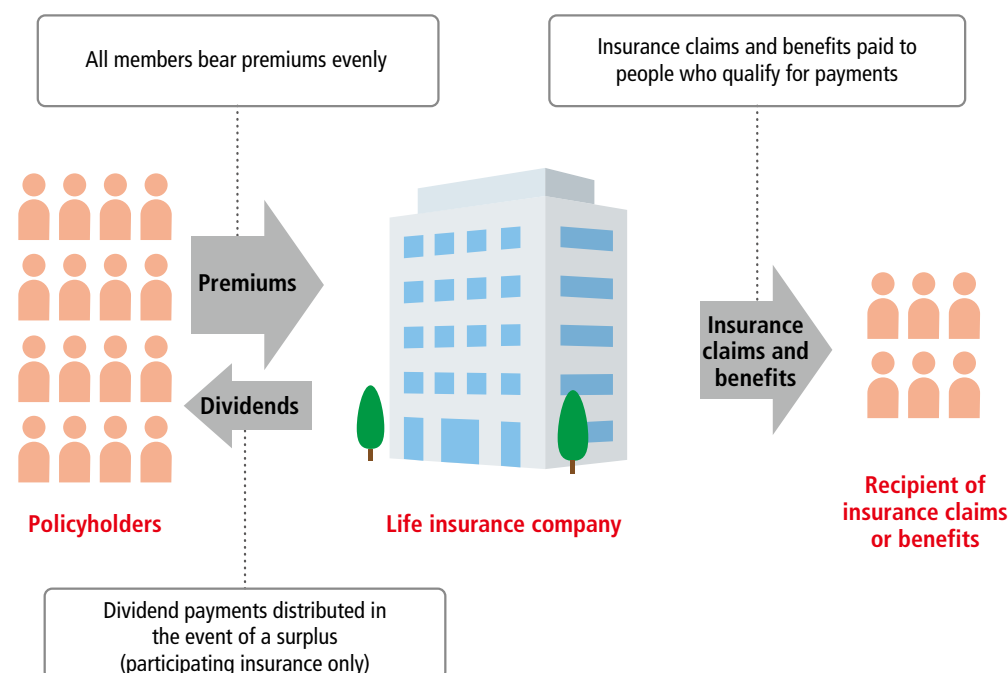 All members bear premiums evenly
Insurance claims and benefits paid to
people who qualify for payments
Premiums
Dividends
Insurance
claims and
benefits
Policyholders
Life insurance company
Recipient of
insurance claims
or benefits
Dividend payments distributed in
the event of a surplus
(participating insurance only)